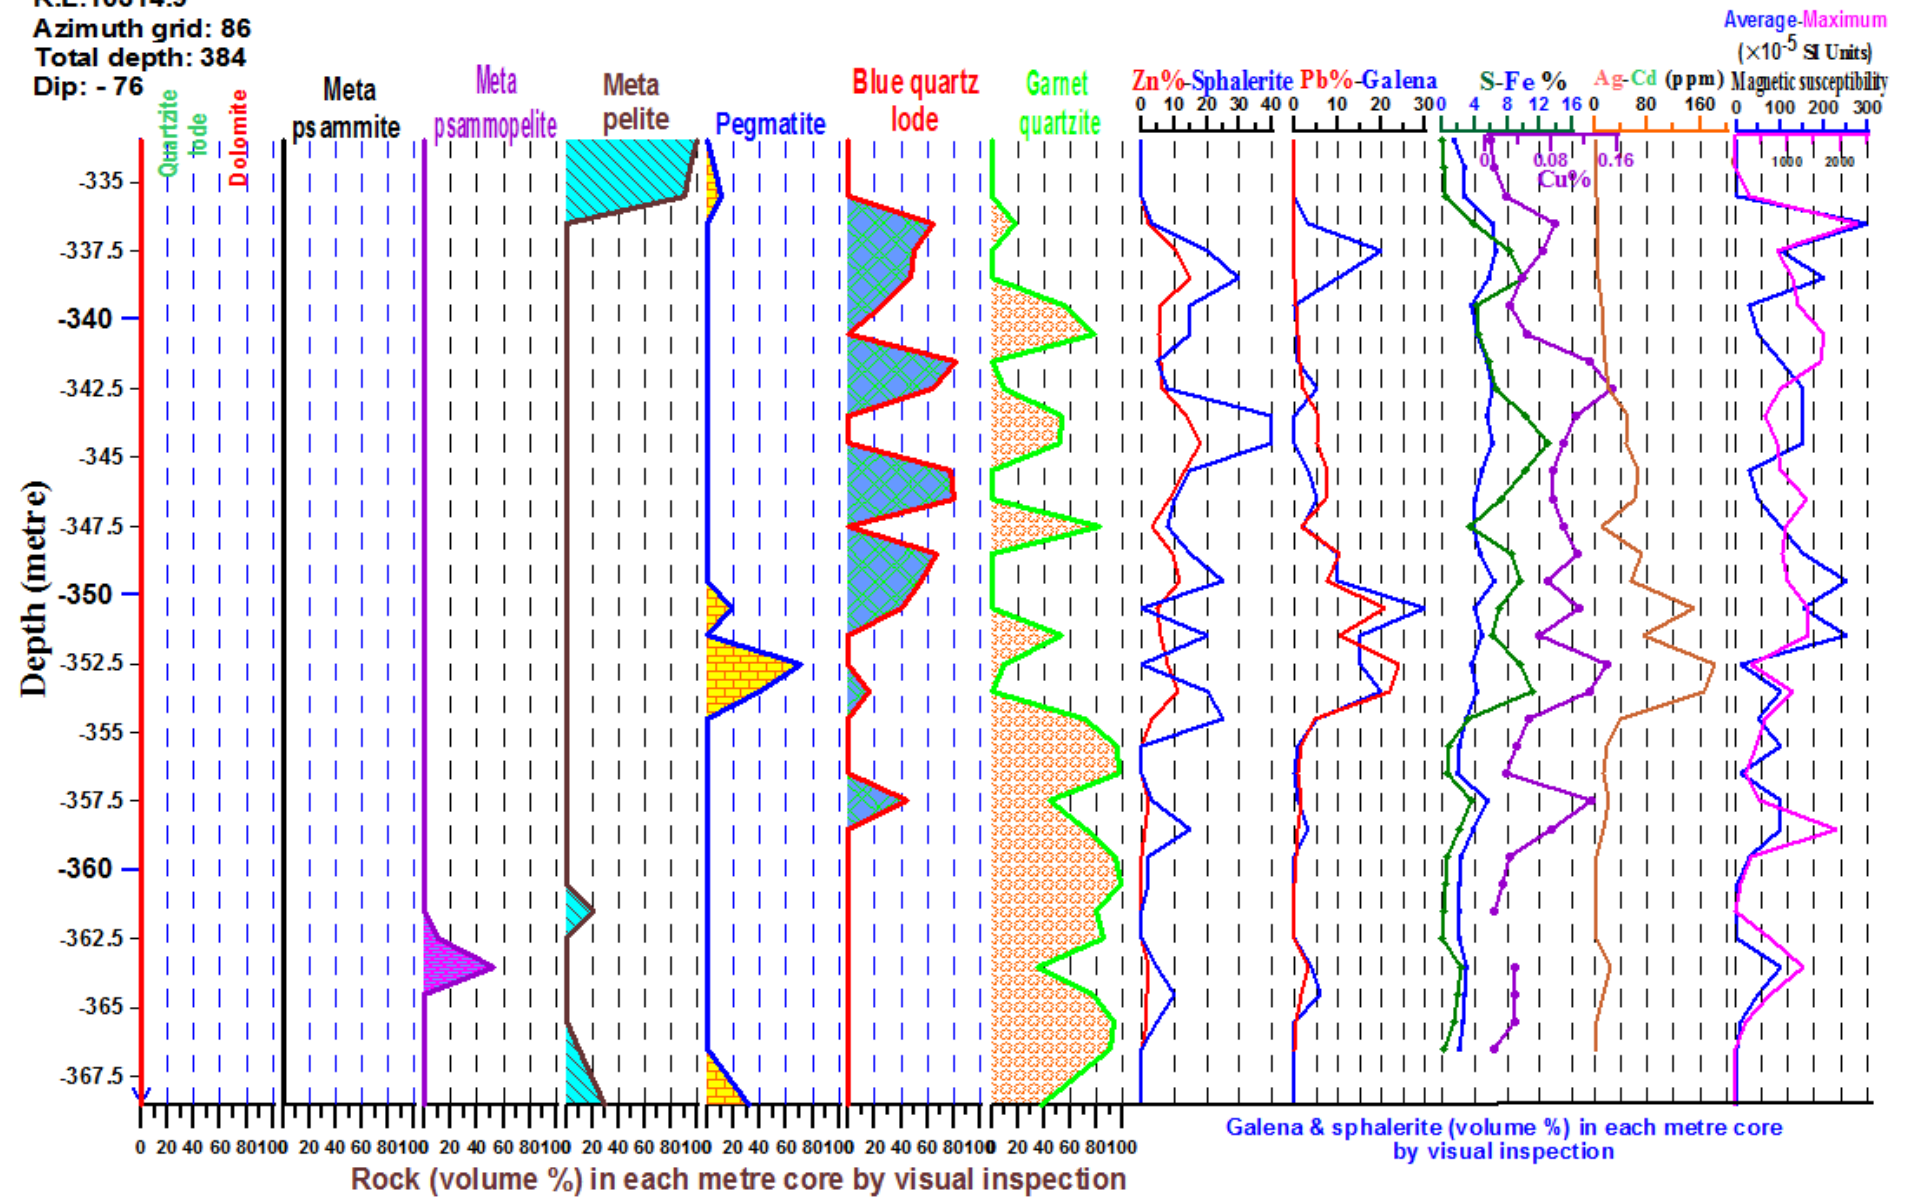 R.L:10314.9
Azimuth grid: 86
Total depth: 384
Dip: - 76
Quartzite lode
Dolomite
Meta psammite
Meta psammopelite
Meta pelite
Pegmatite
Blue quartz lode
Garnet quartzite
Zn%-Sphalerite
Pb%-Galena
S-Fe %
Ag-Cd (ppm)
Average-Maximum
(×10-5 SI Units)
Magnetic susceptibility
0 10 20 30 40
0 10 20 30
0 4 8 12 16
0 80 160
0 100 200 300
0 0.08 0.16
Cu%
1000 2000
Depth (metre)
-335
-337.5
-340
-342.5
-345
-347.5
-350
-352.5
-355
-357.5
-360
-362.5
-365
-367.5
0 20 40 60 80100
20 40 60 80100
20 40 60 80100
20 40 60 80100
20 40 60 80100
20 40 60 80100
0 20 40 60 80100
Rock (volume %) in each metre core by visual inspection
Galena & sphalerite (volume %) in each metre core
by visual inspection